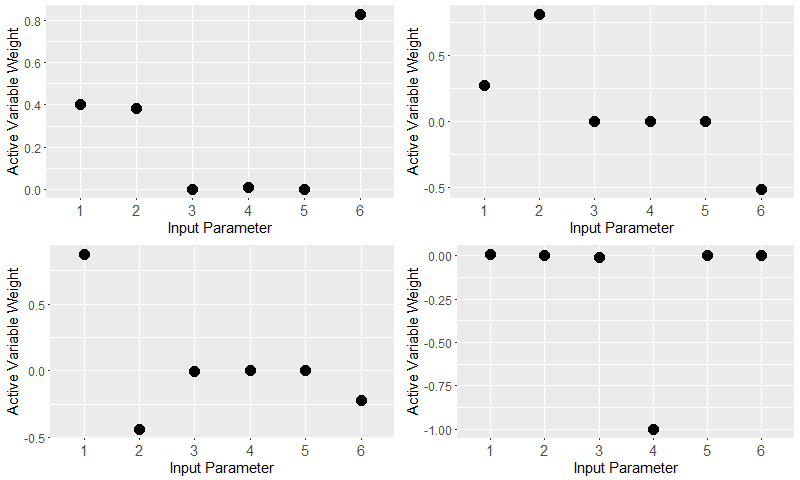 Active Variable Weight
0.8
0.6
0.4
0.2
0.0
1 2 3 4 5 6
Input Parameter
Active Variable Weight
0.5
0.0
-0.5
1 2 3 4 5 6
Input Parameter
Active Variable Weight
0.5
0.0
-0.5
1 2 3 4 5 6
Input Parameter
Active Variable Weight
0.00
-0.25
-0.50
-0.75
-1.00
1 2 3 4 5 6
Input Parameter